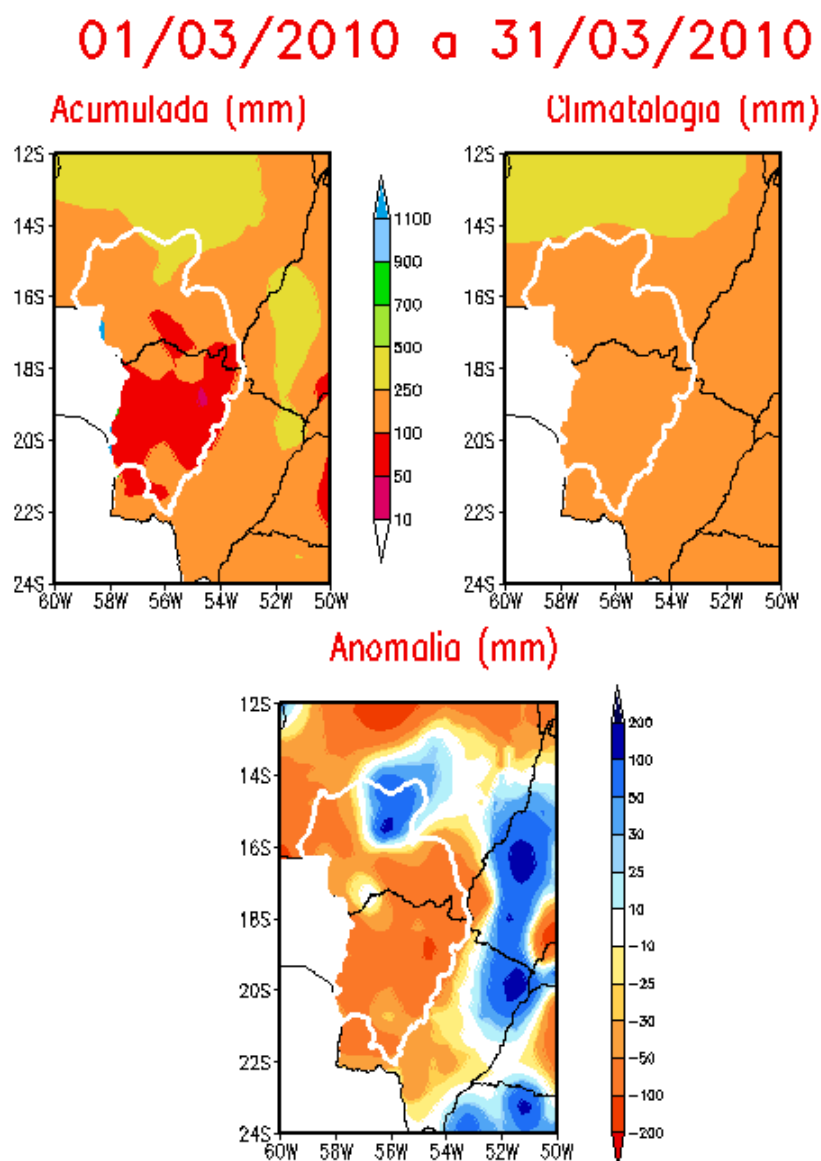 01/03/2010 a 31/03/2010
Acumulada (mm)
Climatologia (mm)
12S
14S
16S
18S
20S
22S
24S
60W 58W 56W 54W 52W 50W
1100
900
700
500
250
100
50
10
12S
14S
16S
18S
20S
22S
24S
60W 58W 56W 54W 52W 50W
Anomalia (mm)
12S
14S
16S
18S
20S
22S
24S
60W 58W 56W 54W 52W 50W
200
100
50
30
25
10
-10
-25
-30
-50
-100
-200